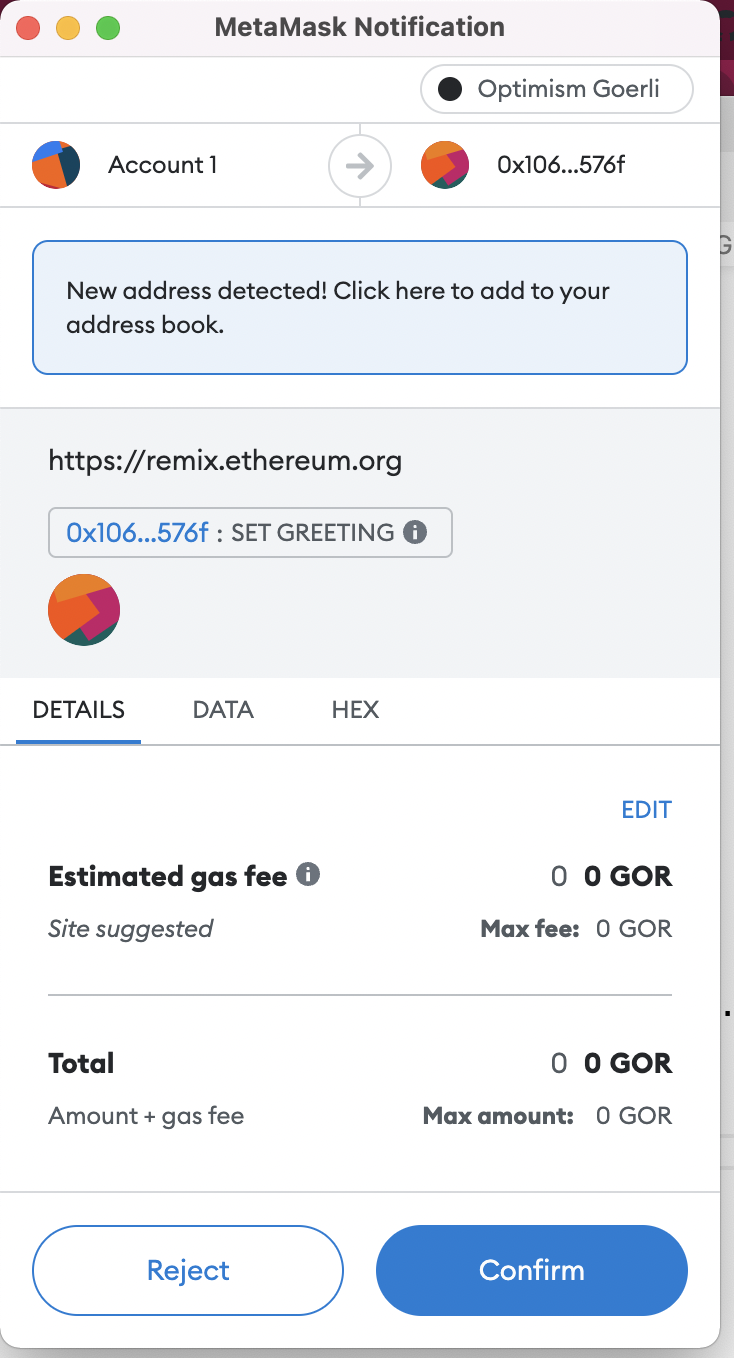 MetaMask Notification
Optimism Goerli
Account 1
0x106...576f
New address detected! Click here to add to your
address book.
https://remix.ethereum.org
0x106...576f : SET GREETING
DETAILS DATA HEX
EDIT
Estimated gas fee 0 0 GOR
Site suggested Max fee: 0 GOR
Total 0 0 GOR
Amount + gas fee Max amount: 0 GOR
Reject Confirm